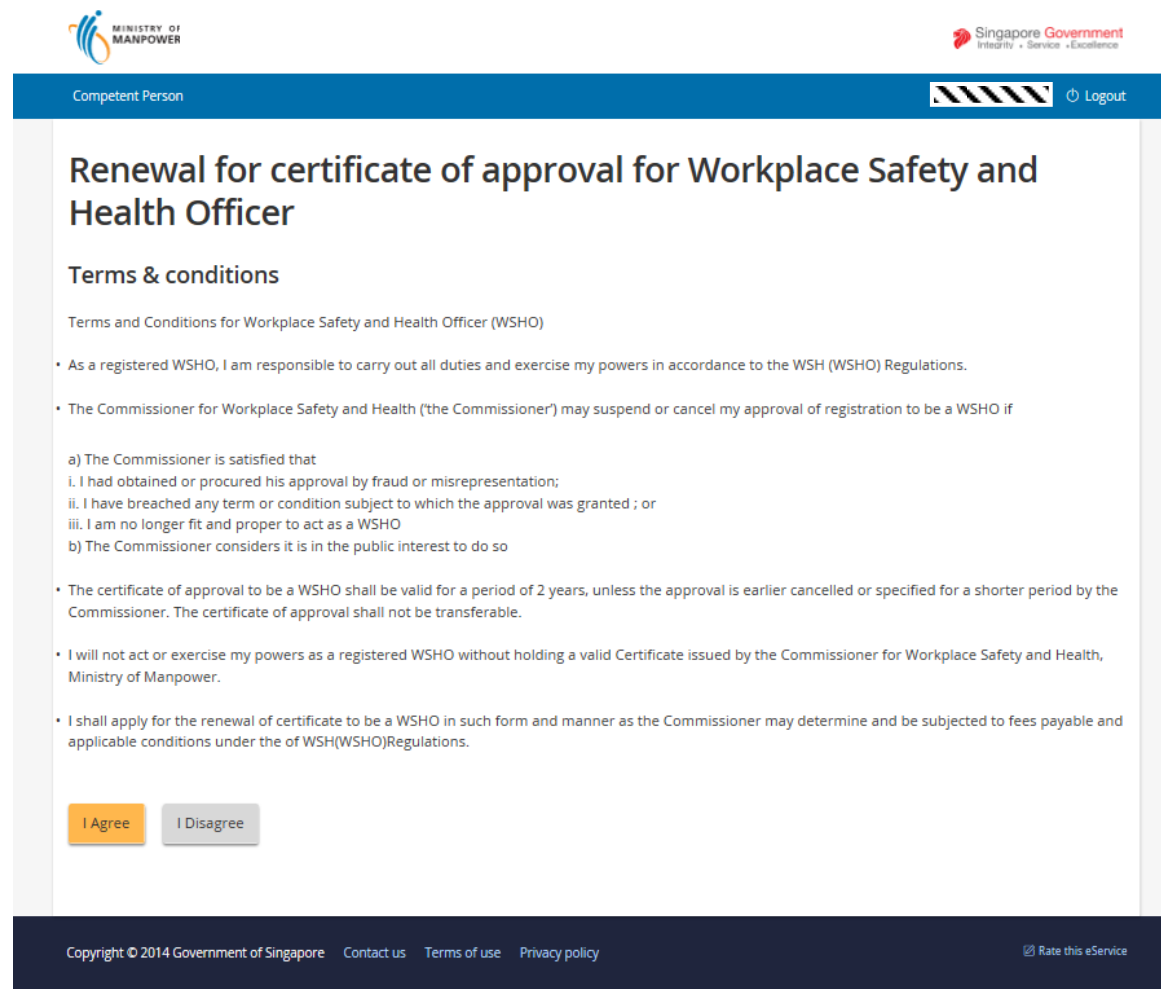 MINISTRY OF
MANPOWER
Singapore Government
Integrity • Service • Excellence
Competent Person
Logout
Renewal for certificate of approval for Workplace Safety and
Health Officer
Terms & conditions
Terms and Conditions for Workplace Safety and Health Officer (WSHO)
• As a registered WSHO, I am responsible to carry out all duties and exercise my powers in accordance to the WSH (WSHO) Regulations.
• The Commissioner for Workplace Safety and Health ('the Commissioner') may suspend or cancel my approval of registration to be a WSHO if
a) The Commissioner is satisfied that
i. I had obtained or procured his approval by fraud or misrepresentation;
ii. I have breached any term or condition subject to which the approval was granted ; or
iii. I am no longer fit and proper to act as a WSHO
b) The Commissioner considers it is in the public interest to do so
• The certificate of approval to be a WSHO shall be valid for a period of 2 years, unless the approval is earlier cancelled or specified for a shorter period by the
Commissioner. The certificate of approval shall not be transferable.
• I will not act or exercise my powers as a registered WSHO without holding a valid Certificate issued by the Commissioner for Workplace Safety and Health,
Ministry of Manpower.
• I shall apply for the renewal of certificate to be a WSHO in such form and manner as the Commissioner may determine and be subjected to fees payable and
applicable conditions under the of WSH(WSHO)Regulations.
I Agree I Disagree
Copyright © 2014 Government of Singapore Contact us Terms of use Privacy policy Rate this eService